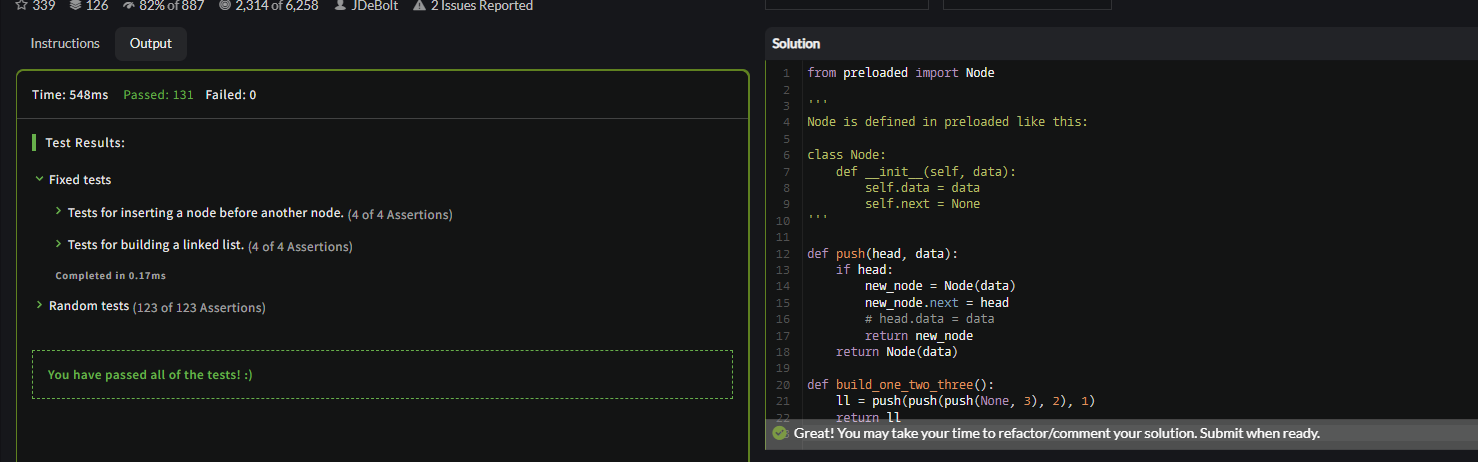 339 126 82% of 887 2,314 of 6,258 JDeBolt 2 Issues Reported
Instructions Output
Time: 548ms Passed: 131 Failed: 0
Test Results:
Fixed tests
Tests for inserting a node before another node. (4 of 4 Assertions)
Tests for building a linked list. (4 of 4 Assertions)
Completed in 0.17ms
Random tests (123 of 123 Assertions)
You have passed all of the tests! :)
Solution
1 from preloaded import Node
2
3 '''
4 Node is defined in preloaded like this:
5
6 class Node:
7     def __init__(self, data):
8         self.data = data
9         self.next = None
10 '''
11
12 def push(head, data):
13     if head:
14         new_node = Node(data)
15         new_node.next = head
16         # head.data = data
17         return new_node
18     return Node(data)
19
20 def build_one_two_three():
21     ll = push(push(push(None, 3), 2), 1)
22     return ll
Great! You may take your time to refactor/comment your solution. Submit when ready.